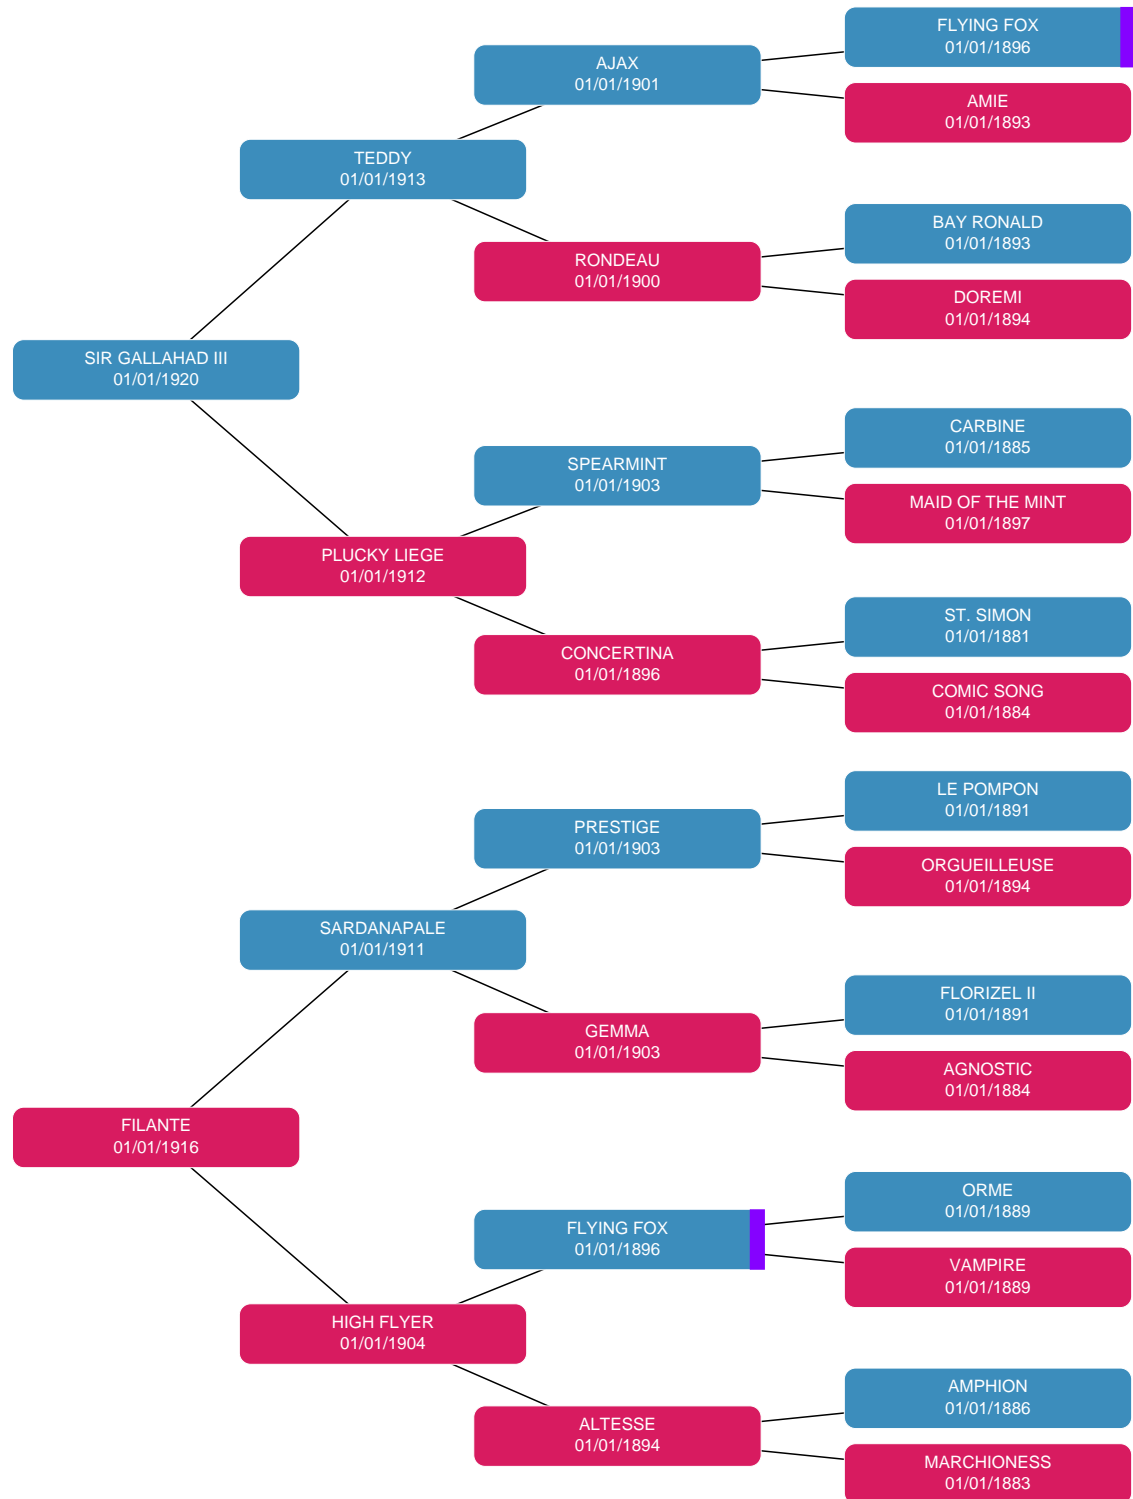 FLYING FOX
01/01/1896
AJAX
01/01/1901
AMIE
01/01/1893
TEDDY
01/01/1913
BAY RONALD
01/01/1893
RONDEAU
01/01/1900
DOREMI
01/01/1894
SIR GALLAHAD III
01/01/1920
CARBINE
01/01/1885
SPEARMINT
01/01/1903
MAID OF THE MINT
01/01/1897
PLUCKY LIEGE
01/01/1912
ST. SIMON
01/01/1881
CONCERTINA
01/01/1896
COMIC SONG
01/01/1884
LE POMPON
01/01/1891
PRESTIGE
01/01/1903
ORGUEILLEUSE
01/01/1894
SARDANAPALE
01/01/1911
FLORIZEL II
01/01/1891
GEMMA
01/01/1903
AGNOSTIC
01/01/1884
FILANTE
01/01/1916
ORME
01/01/1889
FLYING FOX
01/01/1896
VAMPIRE
01/01/1889
HIGH FLYER
01/01/1904
AMPHION
01/01/1886
ALTESSE
01/01/1894
MARCHIONESS
01/01/1883